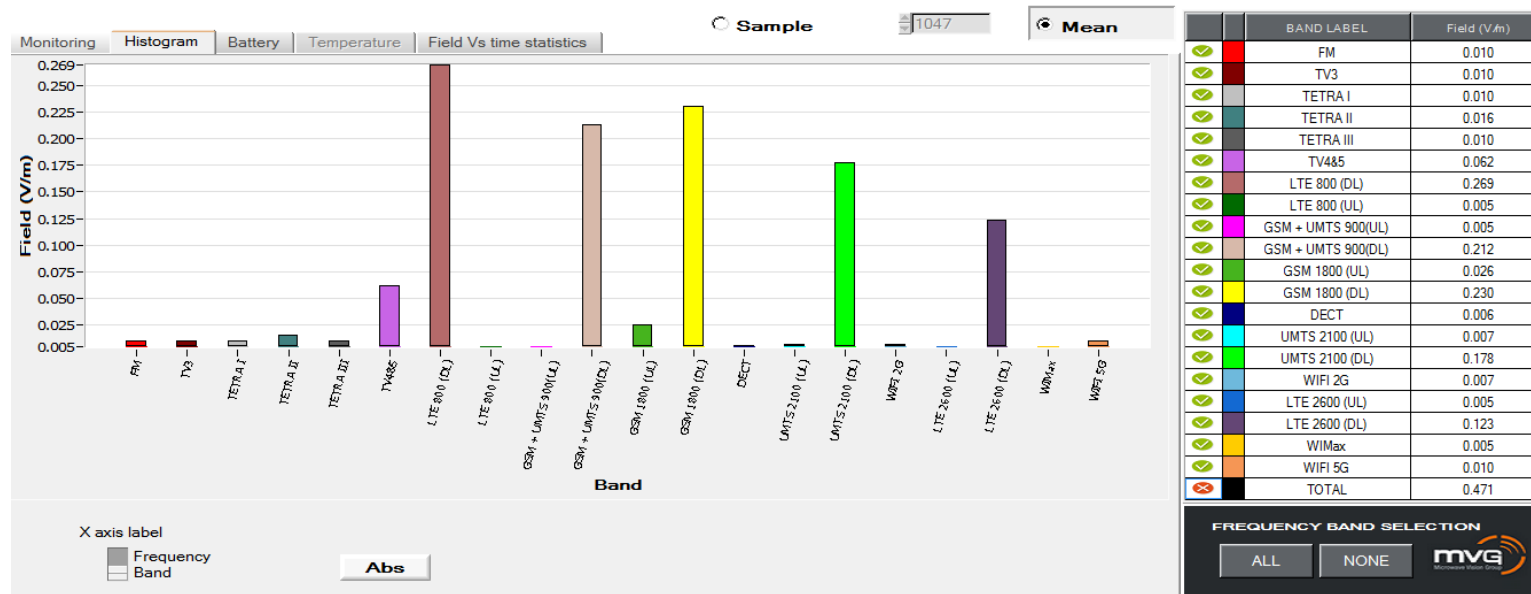 Sample 1047 Mean
Monitoring Histogram Battery Temperature Field Vs time statistics
0.269
0.250
0.225
0.200
0.175
0.150
0.125
0.100
0.075
0.050
0.025
0.005
Field (V/m)
FM
TV3
TETRA I
TETRA II
TETRA III
TV4&5
LTE 800 (DL)
LTE 800 (UL)
GSM + UMTS 900(UL)
GSM + UMTS 900(DL)
GSM 1800 (UL)
GSM 1800 (DL)
DECT
UMTS 2100 (UL)
UMTS 2100 (DL)
WIFI 2G
LTE 2600 (UL)
LTE 2600 (DL)
WIMax
WIFI 5G
Band
X axis label
Frequency
Band
Abs
BAND LABEL Field (V/m)
FM 0.010
TV3 0.010
TETRA I 0.010
TETRA II 0.016
TETRA III 0.010
TV4&5 0.062
LTE 800 (DL) 0.269
LTE 800 (UL) 0.005
GSM + UMTS 900(UL) 0.005
GSM + UMTS 900(DL) 0.212
GSM 1800 (UL) 0.026
GSM 1800 (DL) 0.230
DECT 0.006
UMTS 2100 (UL) 0.007
UMTS 2100 (DL) 0.178
WIFI 2G 0.007
LTE 2600 (UL) 0.005
LTE 2600 (DL) 0.123
WIMax 0.005
WIFI 5G 0.010
TOTAL 0.471
FREQUENCY BAND SELECTION
ALL NONE
mvg
Microwave Vision Group